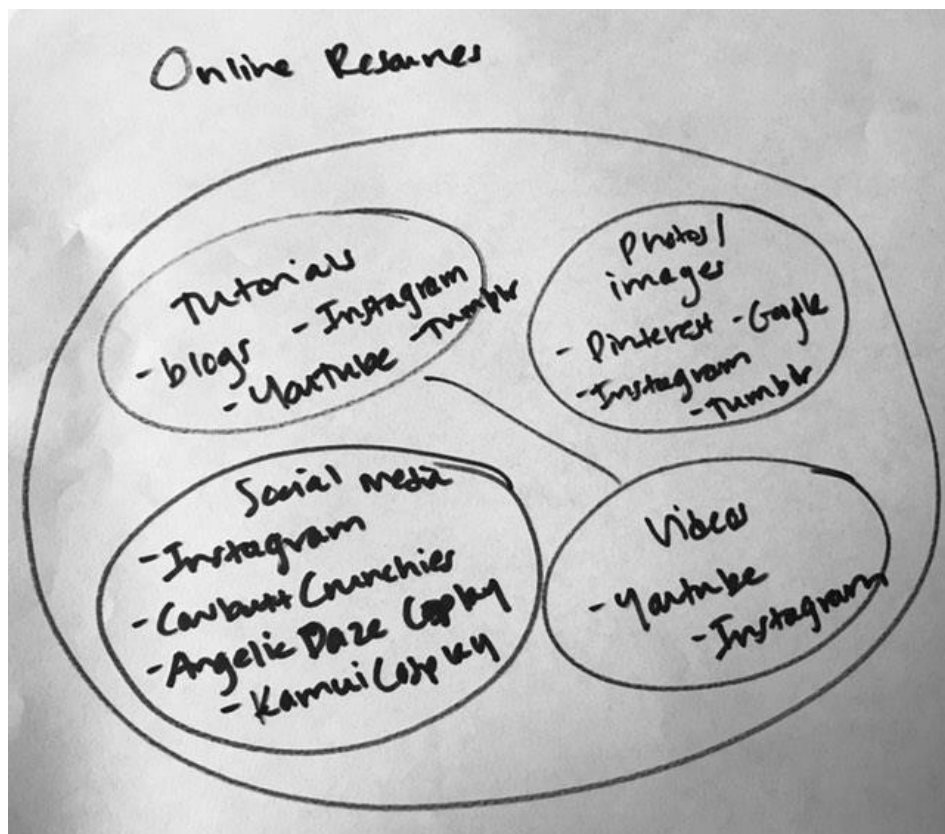 Online Resources
Tutorials
- blogs - Instagram
- Youtube - Tumblr
Photos/
images
- Pinterest - Google
- Instagram
- Tumblr
Social media
- Instagram
- Cowbutt Crunchies
- Angelic Daze Cosplay
- Kamui Cosplay
Videos
- Youtube
- Instagram